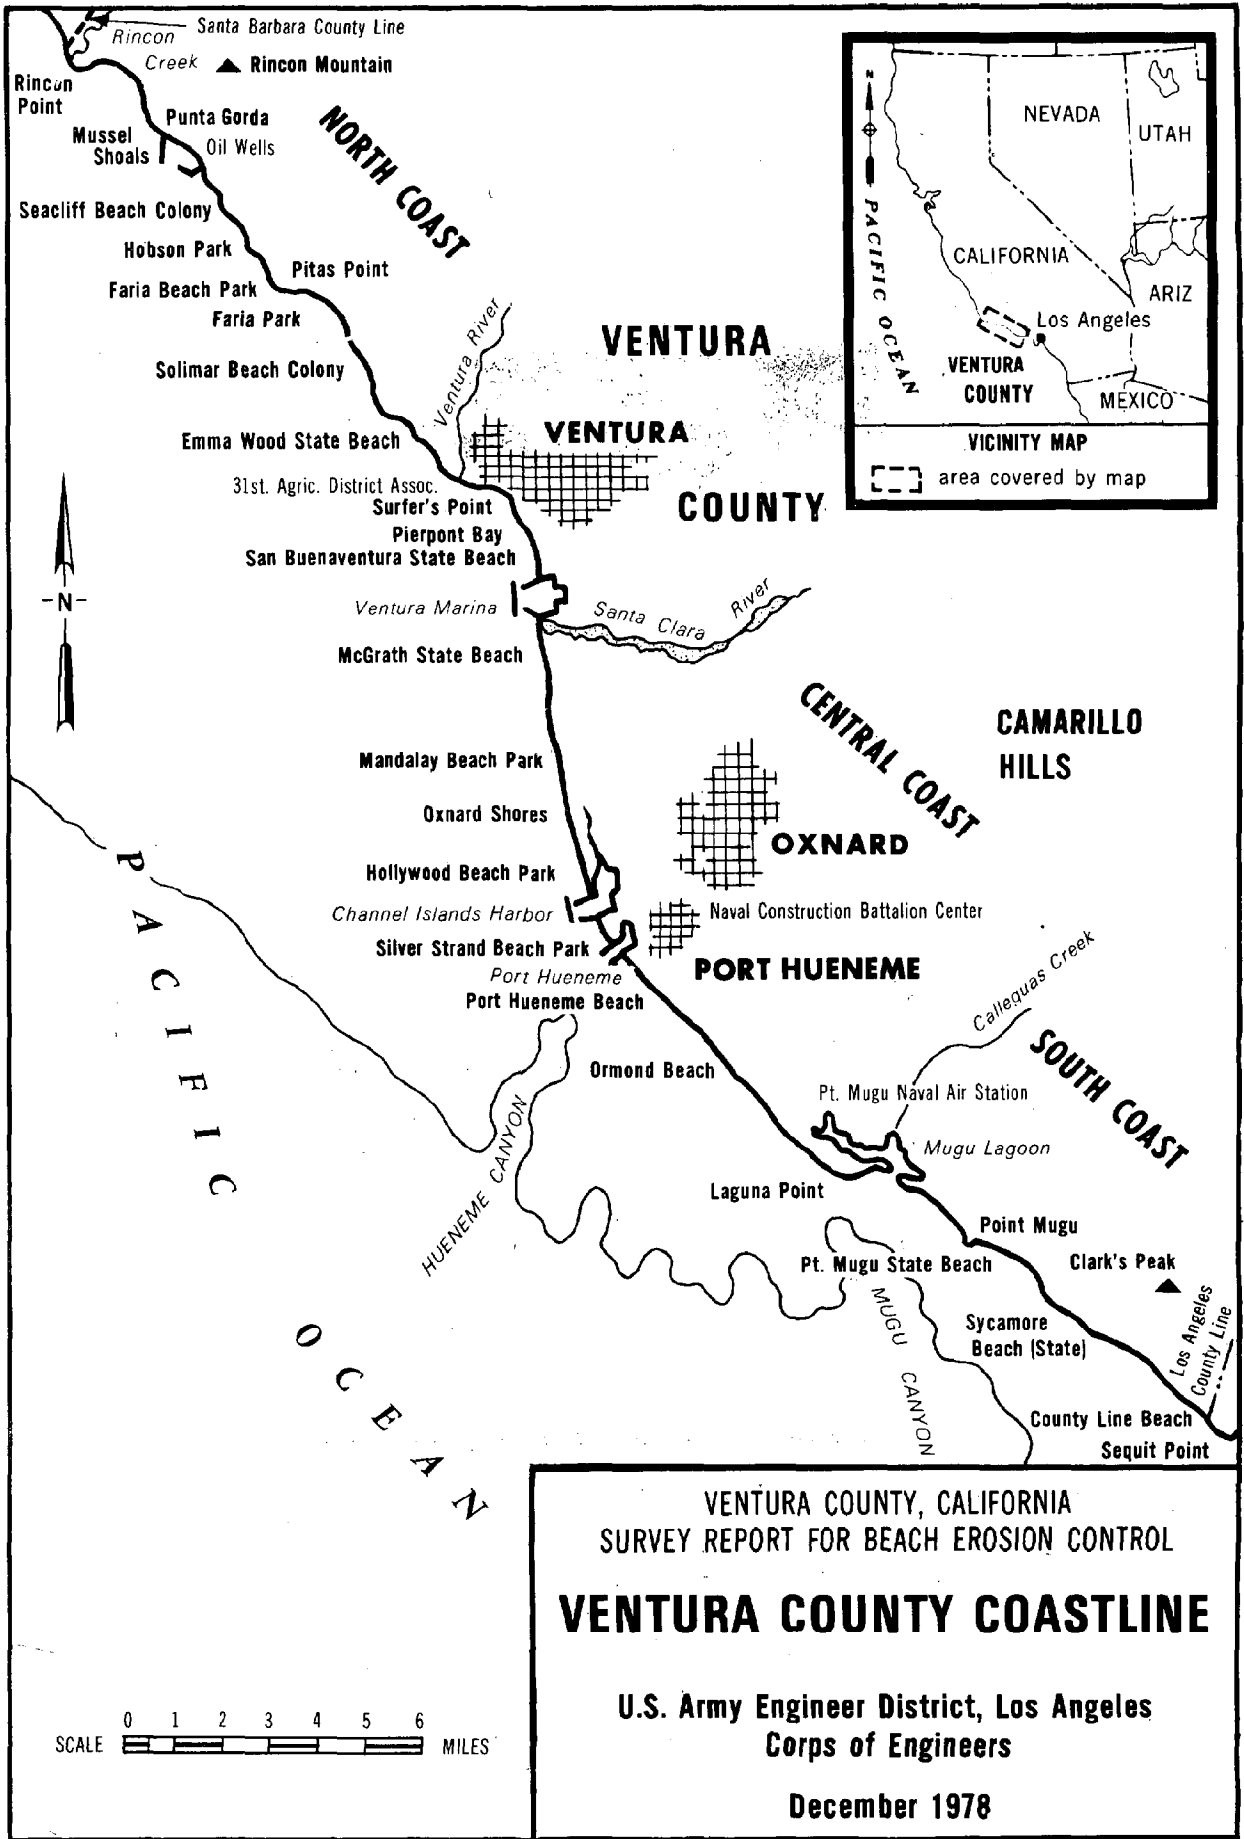 Santa Barbara County Line
Rincon
Creek
Rincon Mountain
Rincon
Point
Punta Gorda
Mussel
Shoals
Oil Wells
NORTH COAST
Seacliff Beach Colony
Hobson Park
Pitas Point
Faria Beach Park
Faria Park
Solimar Beach Colony
Ventura River
VENTURA
COUNTY
Emma Wood State Beach
VENTURA
31st. Agric. District Assoc.
Surfer's Point
Pierpont Bay
San Buenaventura State Beach
Ventura Marina
Santa Clara River
McGrath State Beach
N
CENTRAL COAST
CAMARILLO
HILLS
Mandalay Beach Park
Oxnard Shores
OXNARD
Hollywood Beach Park
Channel Islands Harbor
Naval Construction Battalion Center
Silver Strand Beach Park
Port Hueneme
PORT HUENEME
Port Hueneme Beach
Calleguas Creek
SOUTH COAST
Ormond Beach
Pt. Mugu Naval Air Station
Mugu Lagoon
HUENEME CANYON
Laguna Point
Point Mugu
Pt. Mugu State Beach
Clark's Peak
MUGU CANYON
Sycamore
Beach (State)
Los Angeles
County Line
County Line Beach
Sequit Point
PACIFIC OCEAN
N
PACIFIC OCEAN
NEVADA
UTAH
CALIFORNIA
ARIZ
Los Angeles
VENTURA
COUNTY
MEXICO
VICINITY MAP
area covered by map
VENTURA COUNTY, CALIFORNIA
SURVEY REPORT FOR BEACH EROSION CONTROL
VENTURA COUNTY COASTLINE
U.S. Army Engineer District, Los Angeles
Corps of Engineers
December 1978
0 1 2 3 4 5 6
SCALE MILES